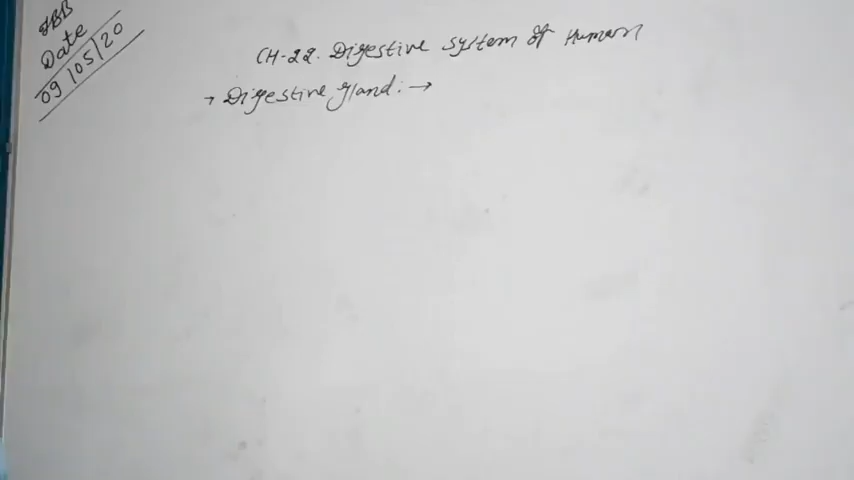 Date
09/05/20
CH-22. Digestive system of Human
→ Digestive gland:→